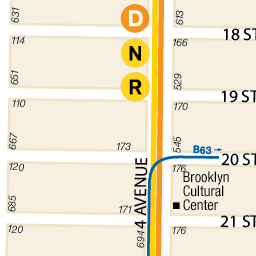 631
D
613
18 ST
114
N
166
651
R
529
19 ST
110
170
667
173
545
B63→
20 ST
120
176
Brooklyn
Cultural
Center
4 AVENUE
685
171
21 ST
120
694
176